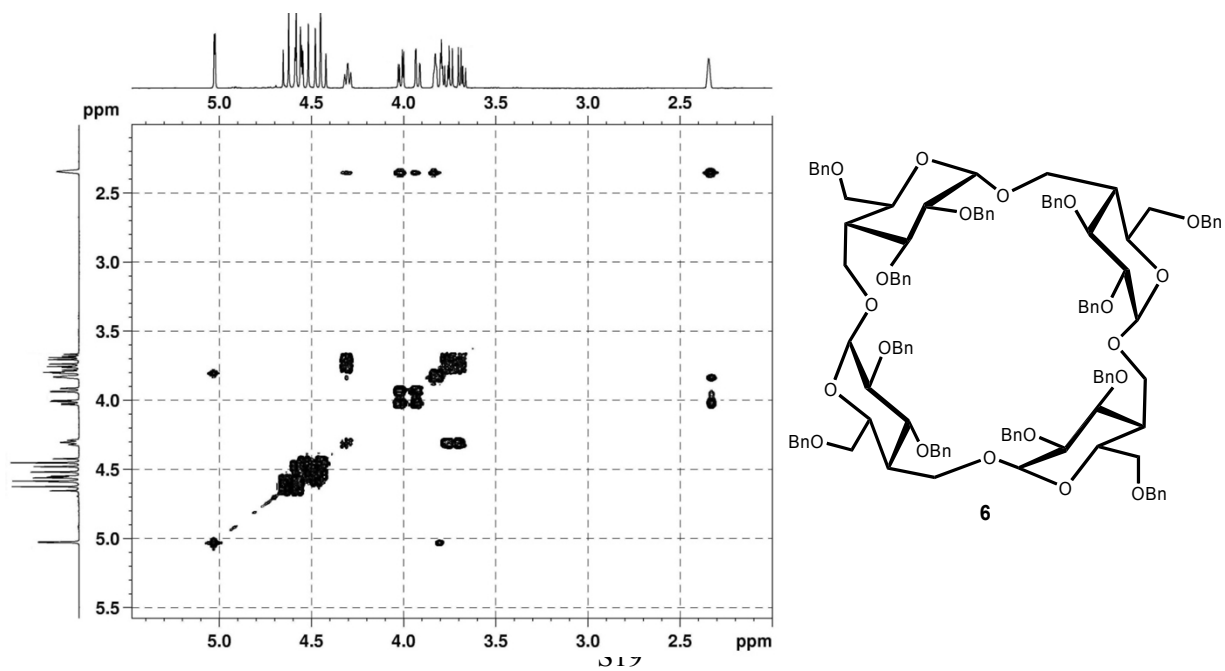 5.0 4.5 4.0 3.5 3.0 2.5
ppm
2.5
3.0
3.5
4.0
4.5
5.0
5.5
5.0 4.5 4.0 3.5 3.0 2.5 ppm
BnO O O BnO OBn
OBn BnO
OBn O BnO
O O
OBn
O OBn BnO
BnO OBn BnO O O OBn
6
S19